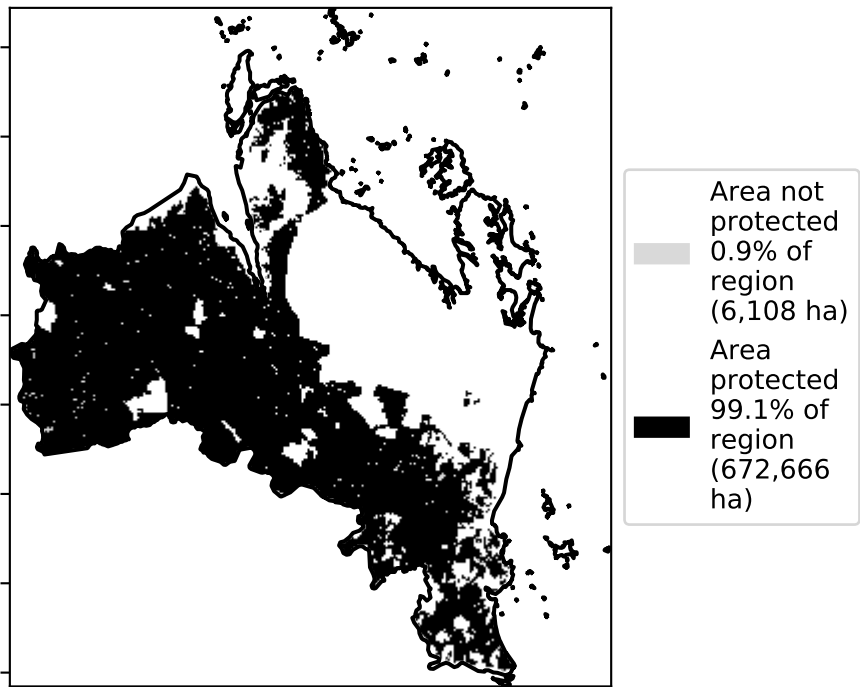 Area not
protected
0.9% of
region
(6,108 ha)
Area
protected
99.1% of
region
(672,666
ha)